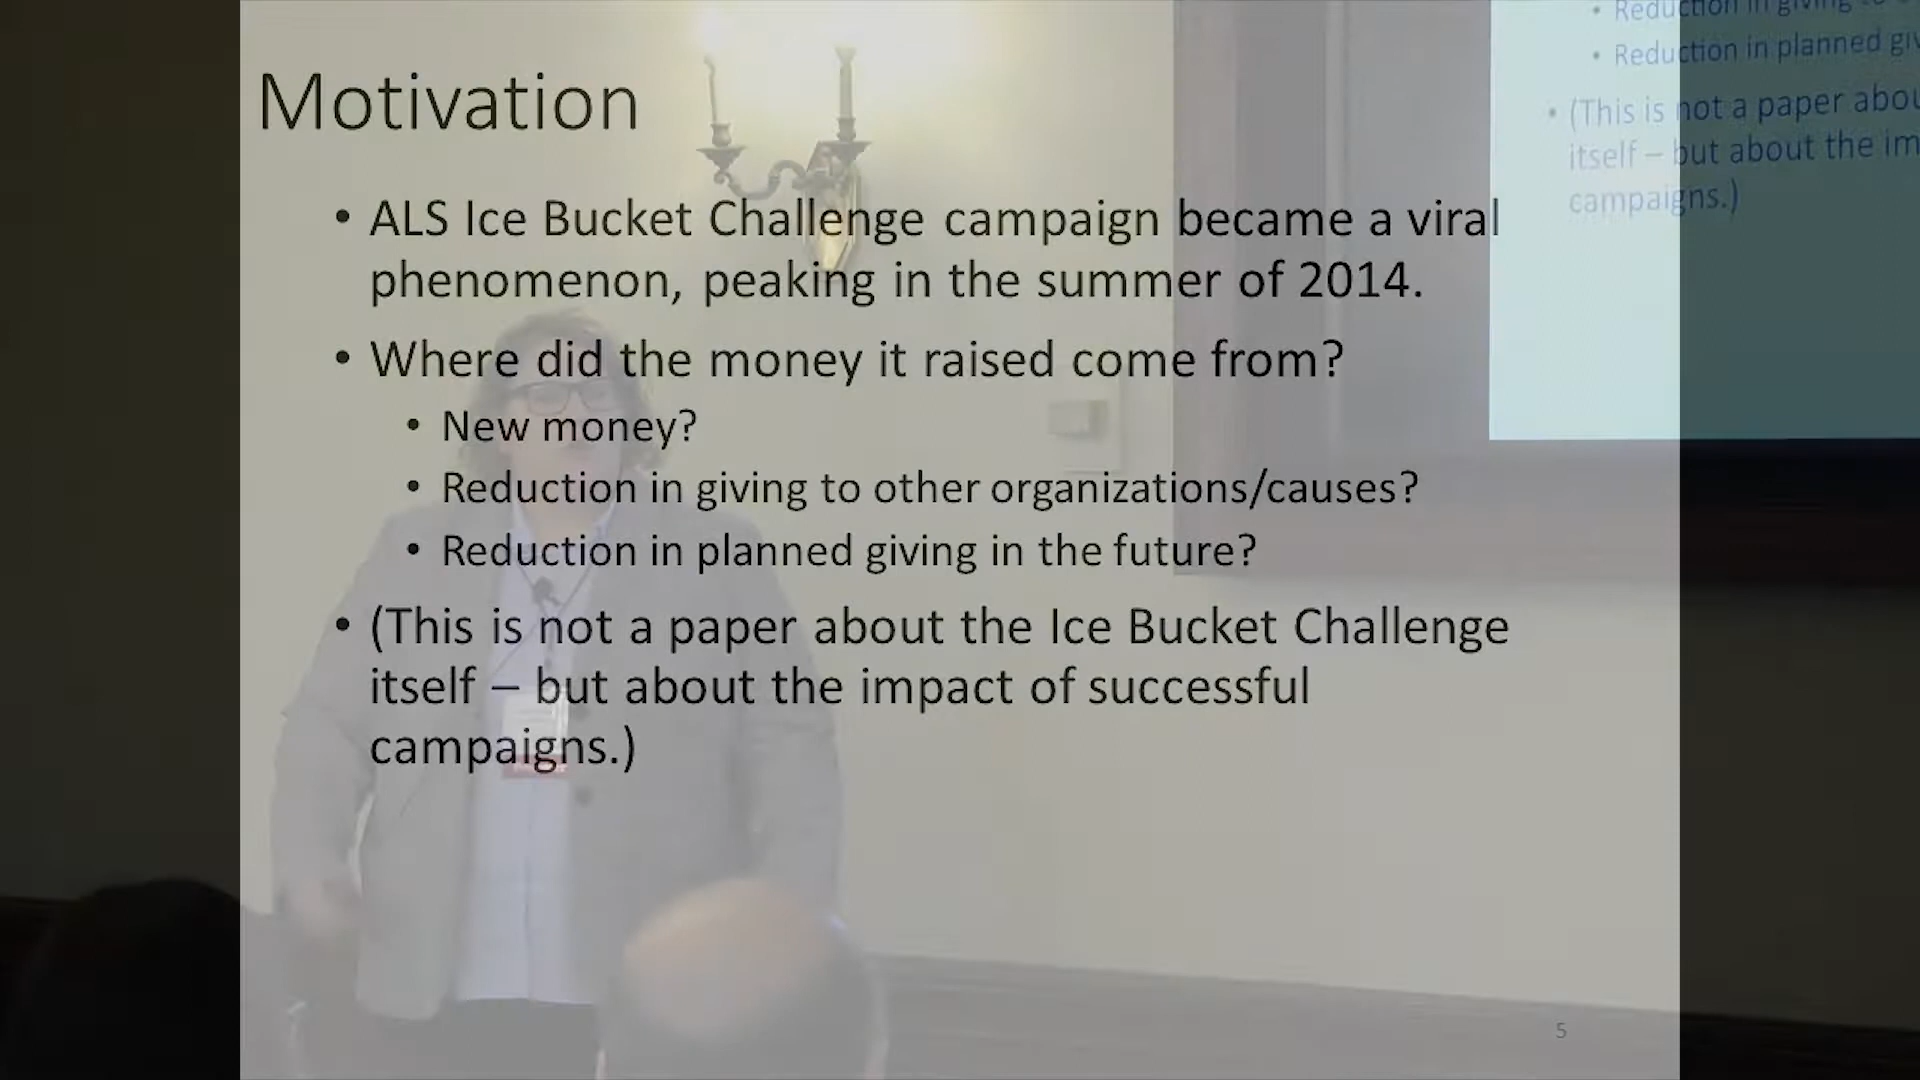 Motivation
• ALS Ice Bucket Challenge campaign became a viral
phenomenon, peaking in the summer of 2014.
• Where did the money it raised come from?
• New money?
• Reduction in giving to other organizations/causes?
• Reduction in planned giving in the future?
• (This is not a paper about the Ice Bucket Challenge
itself – but about the impact of successful
campaigns.)
5
• Reduction in giving
• Reduction in planned
• (This is not a paper
itself – but about the
campaigns.)